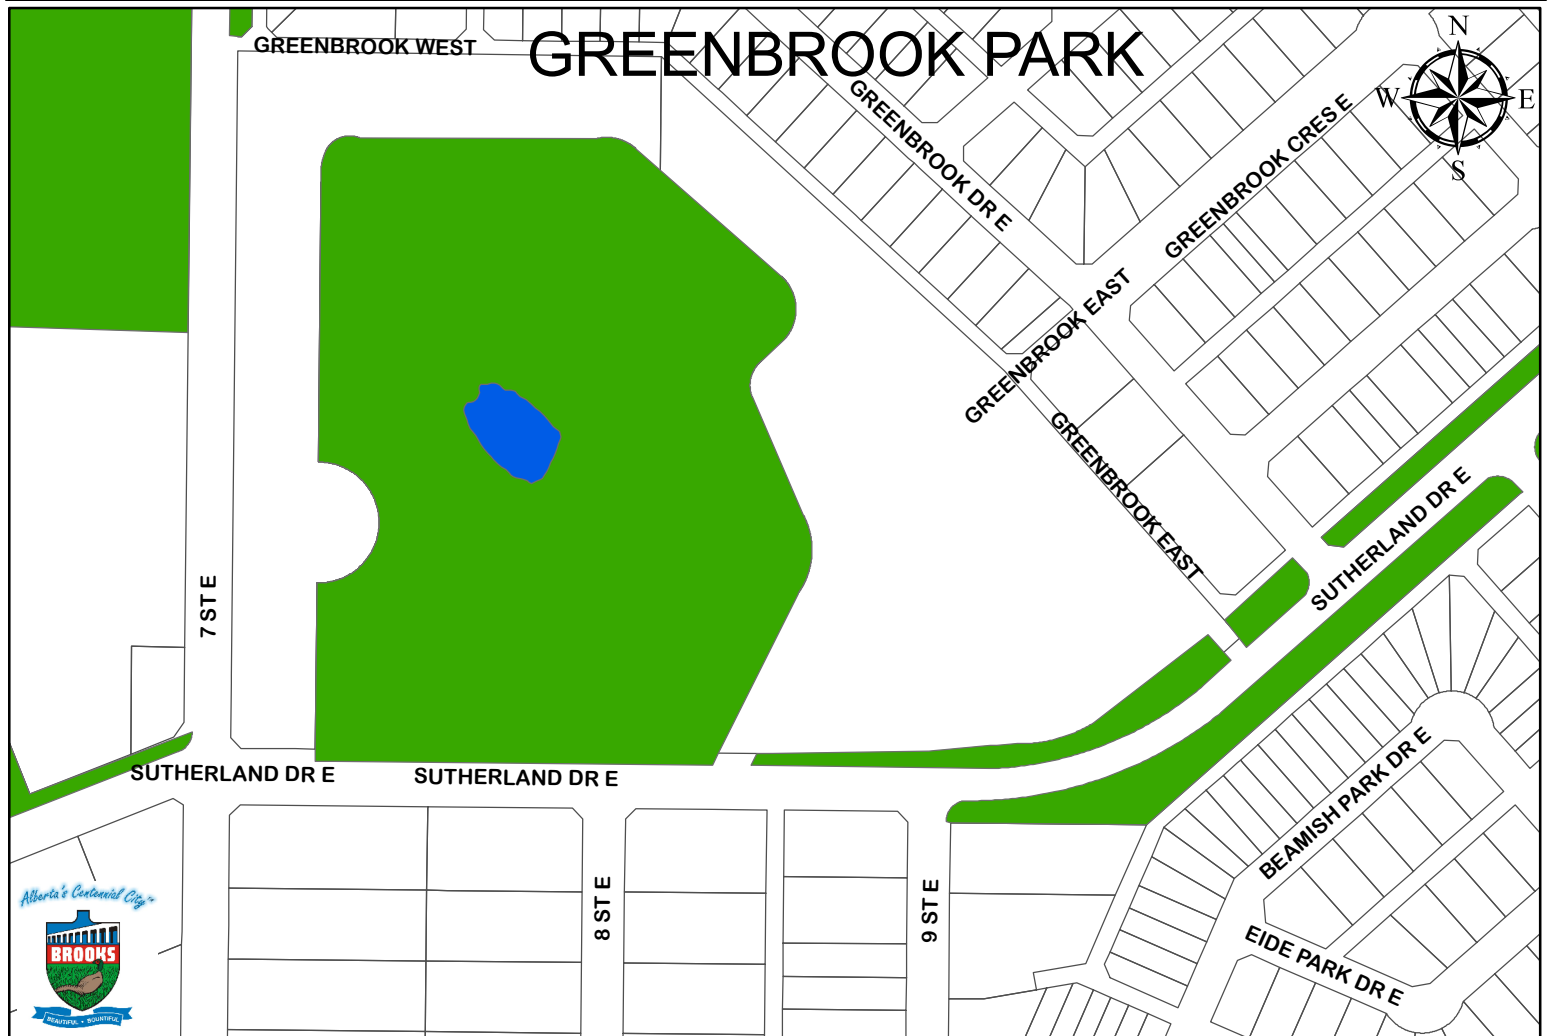 GREENBROOK PARK
GREENBROOK WEST
N
W
E
S
GREENBROOK DR E
GREENBROOK CRES E
GREENBROOK EAST
GREENBROOK EAST
SUTHERLAND DR E
7 ST E
SUTHERLAND DR E
SUTHERLAND DR E
BEAMISH PARK DR E
8 ST E
9 ST E
EIDE PARK DR E
Alberta's Centennial City™
BROOKS
BEAUTIFUL • BOUNTIFUL